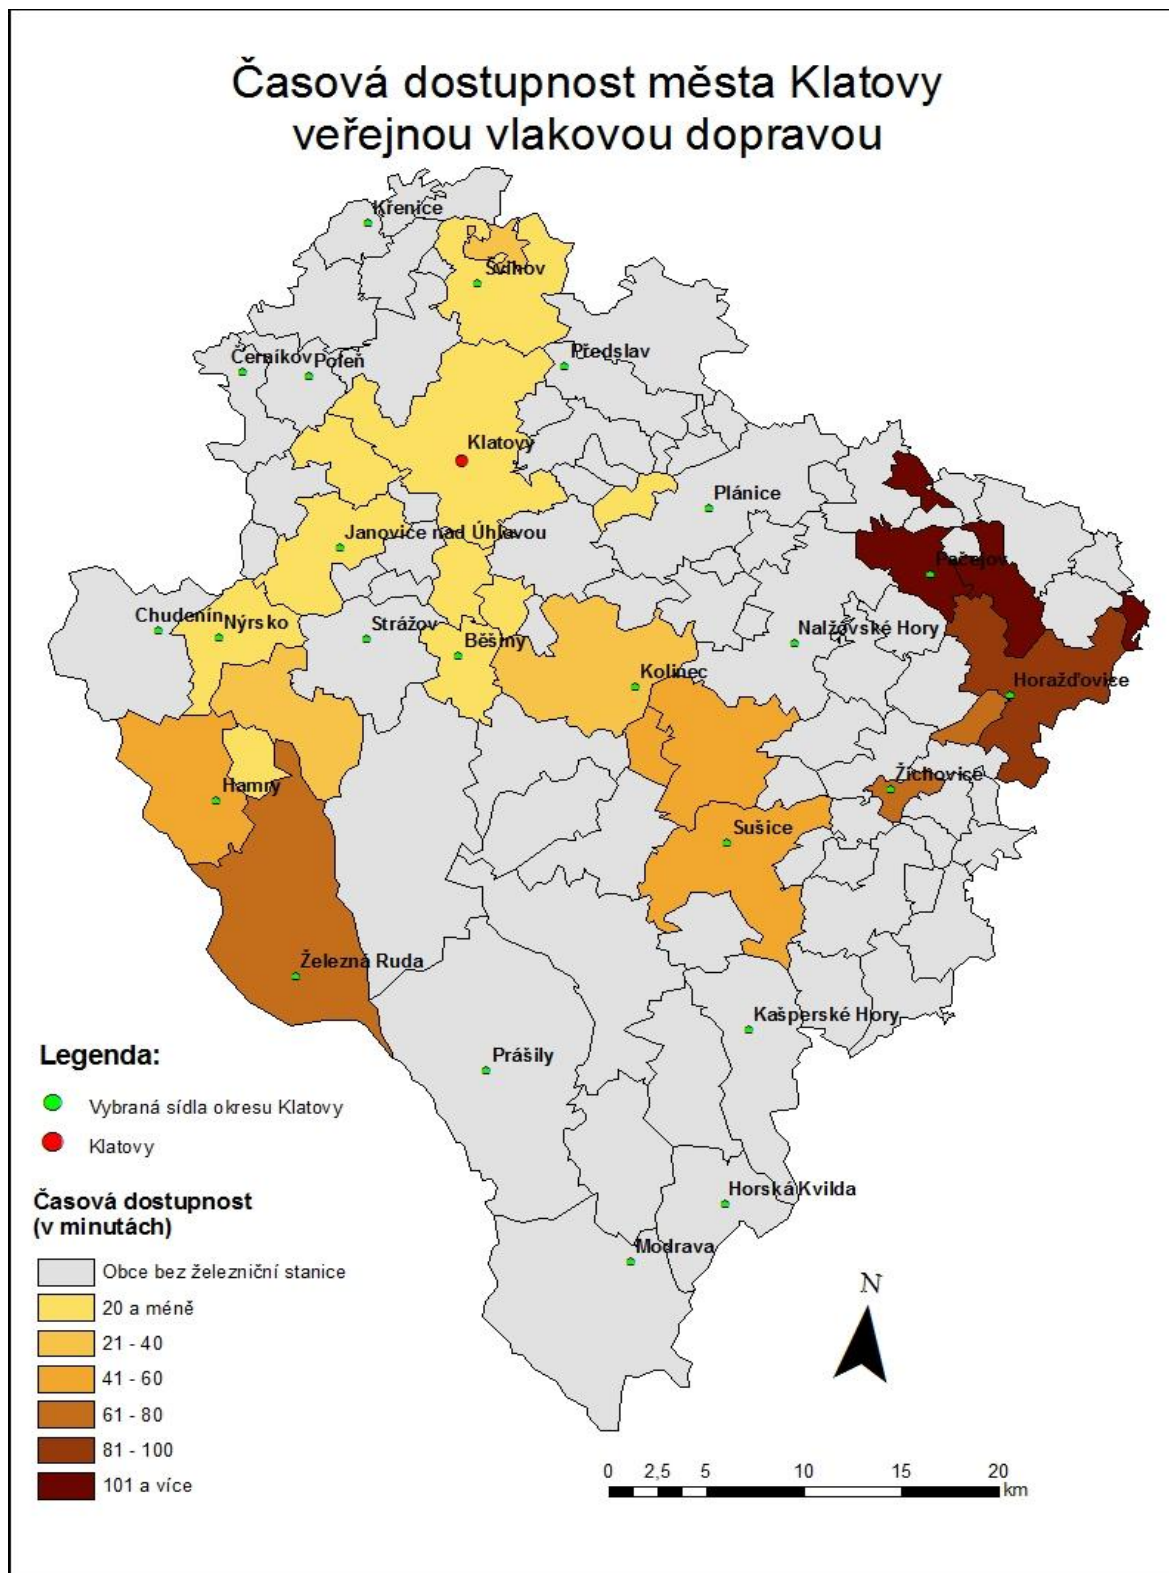 Časová dostupnost města Klatovy
veřejnou vlakovou dopravou
Křenice
Švihov
Černíkov
Poleň
Předslav
Klatovy
Plánice
Janovice nad Úhlavou
Pačejov
Chudenín
Nýrsko
Strážov
Běšiny
Nalžovské Hory
Kolinec
Horažďovice
Hamry
Žichovice
Sušice
Železná Ruda
Kašperské Hory
Prášily
Horská Kvilda
Modrava
Legenda:
Vybraná sídla okresu Klatovy
Klatovy
Časová dostupnost
(v minutách)
Obce bez železniční stanice
20 a méně
21 - 40
41 - 60
61 - 80
81 - 100
101 a více
N
0 2,5 5 10 15 20
km